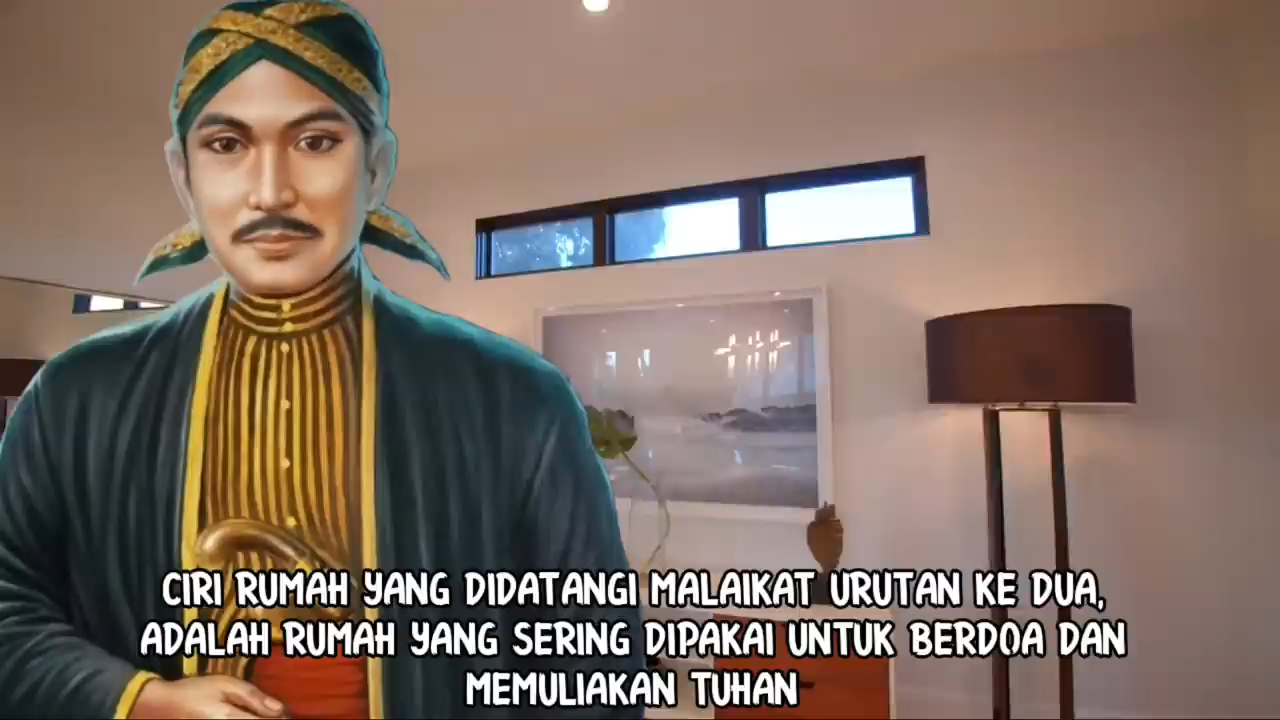 CIRI RUMAH YANG DIDATANGI MALAIKAT URUTAN KE DUA,
ADALAH RUMAH YANG SERING DIPAKAI UNTUK BERDOA DAN
MEMULIAKAN TUHAN